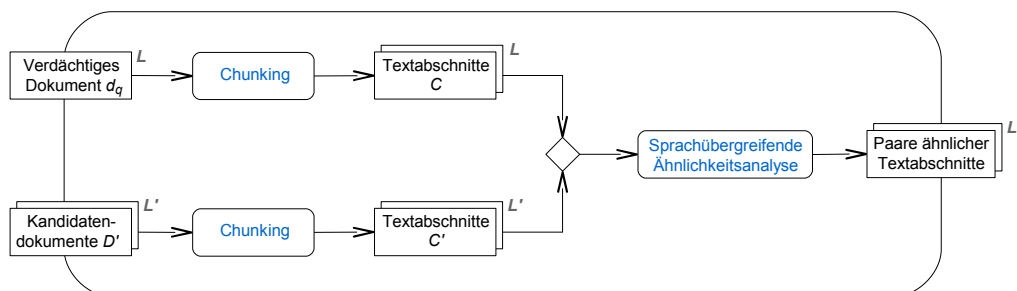 Verdächtiges
Dokument d_q
L
Chunking
Textabschnitte
C
L
Kandidaten-
dokumente D'
L'
Chunking
Textabschnitte
C'
L'
Sprachübergreifende
Ähnlichkeitsanalyse
Paare ähnlicher
Textabschnitte
L